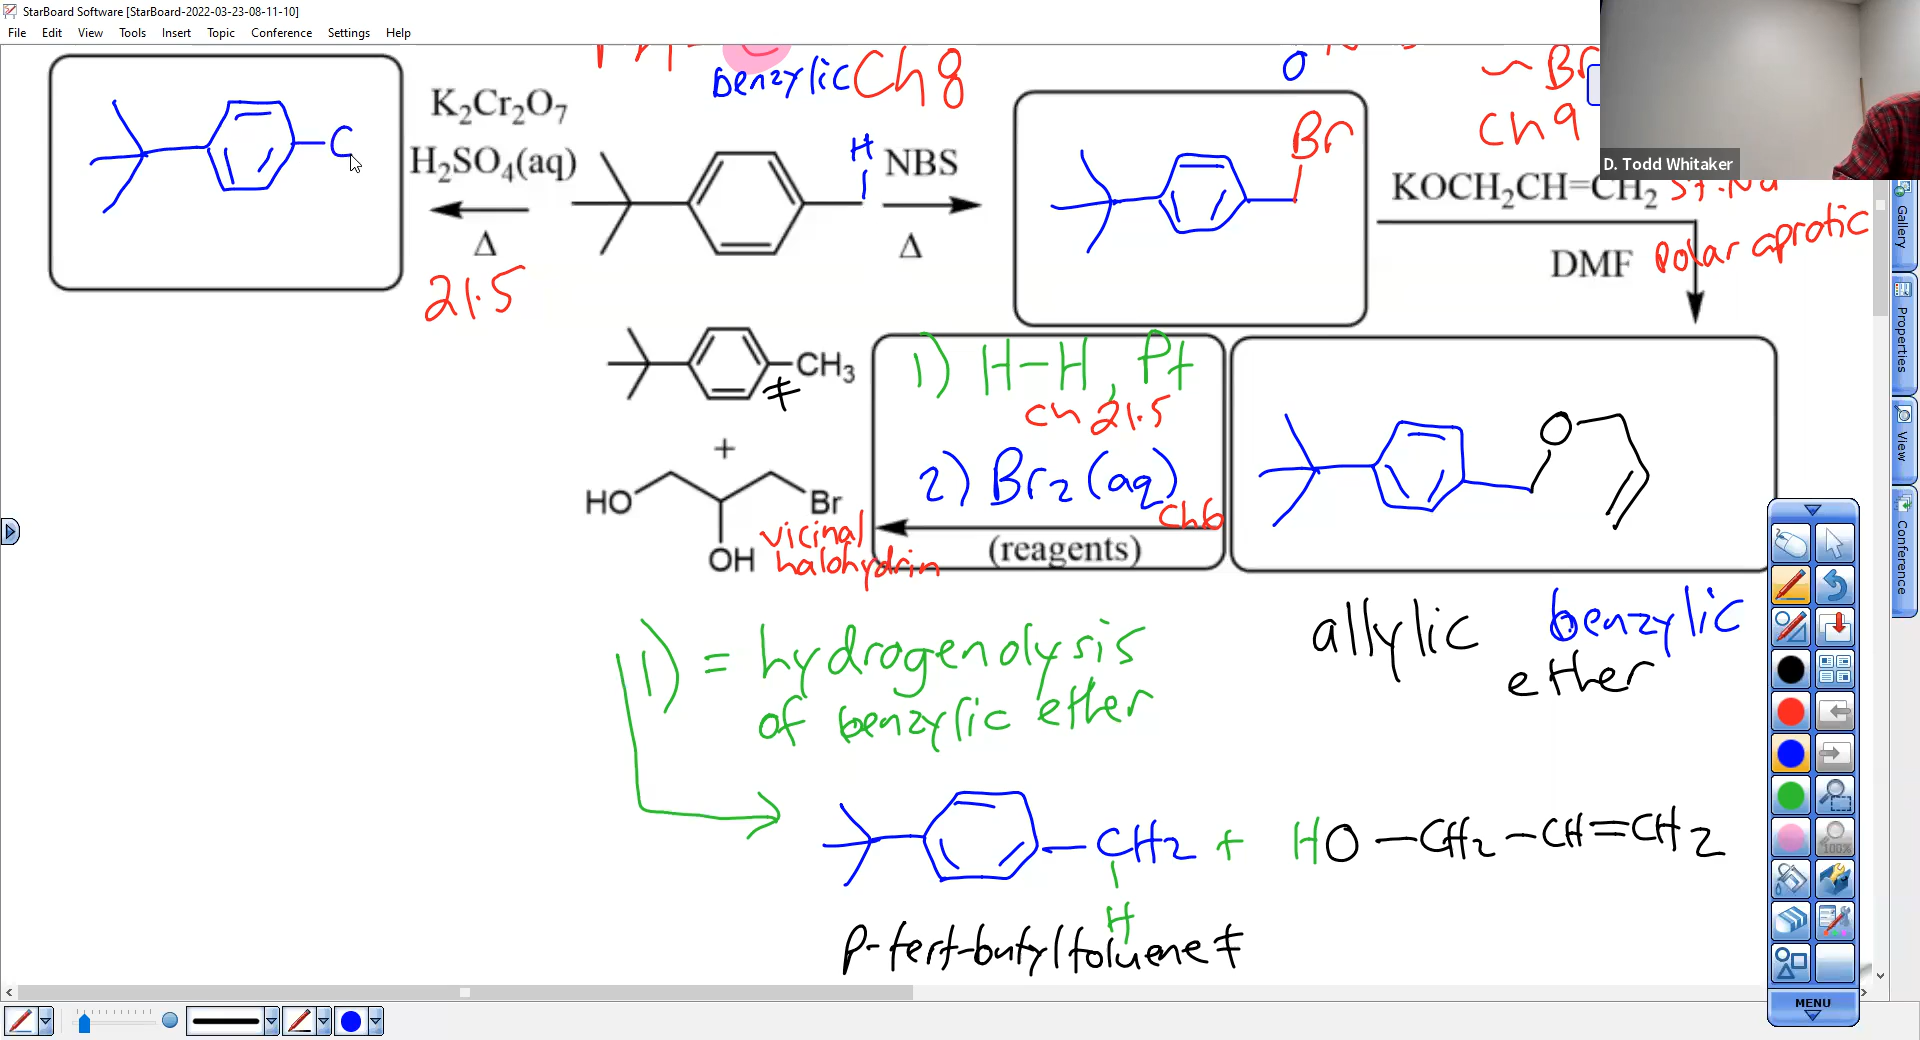 StarBoard Software [StarBoard-2022-03-23-08-11-10]
File Edit View Tools Insert Topic Conference Settings Help
benzylic Ch 8
O
Br
Ch 9
D. Todd Whitaker
C
K2Cr2O7
H2SO4(aq)
Δ
21.5
H
NBS
Δ
Br
KOCH2CH=CH2
DMF
Polar aprotic
CH3
≠
+
HO
Br
OH
vicinal
halohydrin
1) H-H, Pt
Ch 21.5
2) Br2 (aq)
Ch6
(reagents)
O
allylic benzylic
ether
1) = hydrogenolysis
of benzylic ether
CH2 + HO-CH2-CH=CH2
H
p-tert-butyltoluene ≠
Gallery
Properties
View
Conference
100%
MENU